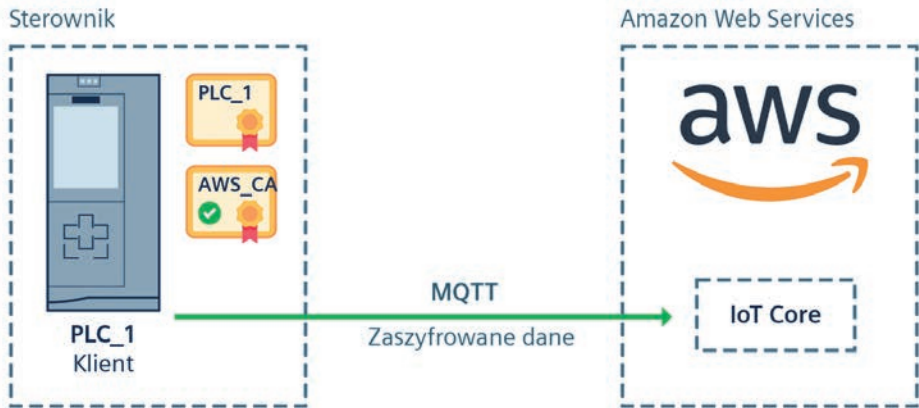 Sterownik
Amazon Web Services
PLC_1
AWS_CA
aws
MQTT
Zaszyfrowane dane
IoT Core
PLC_1
Klient